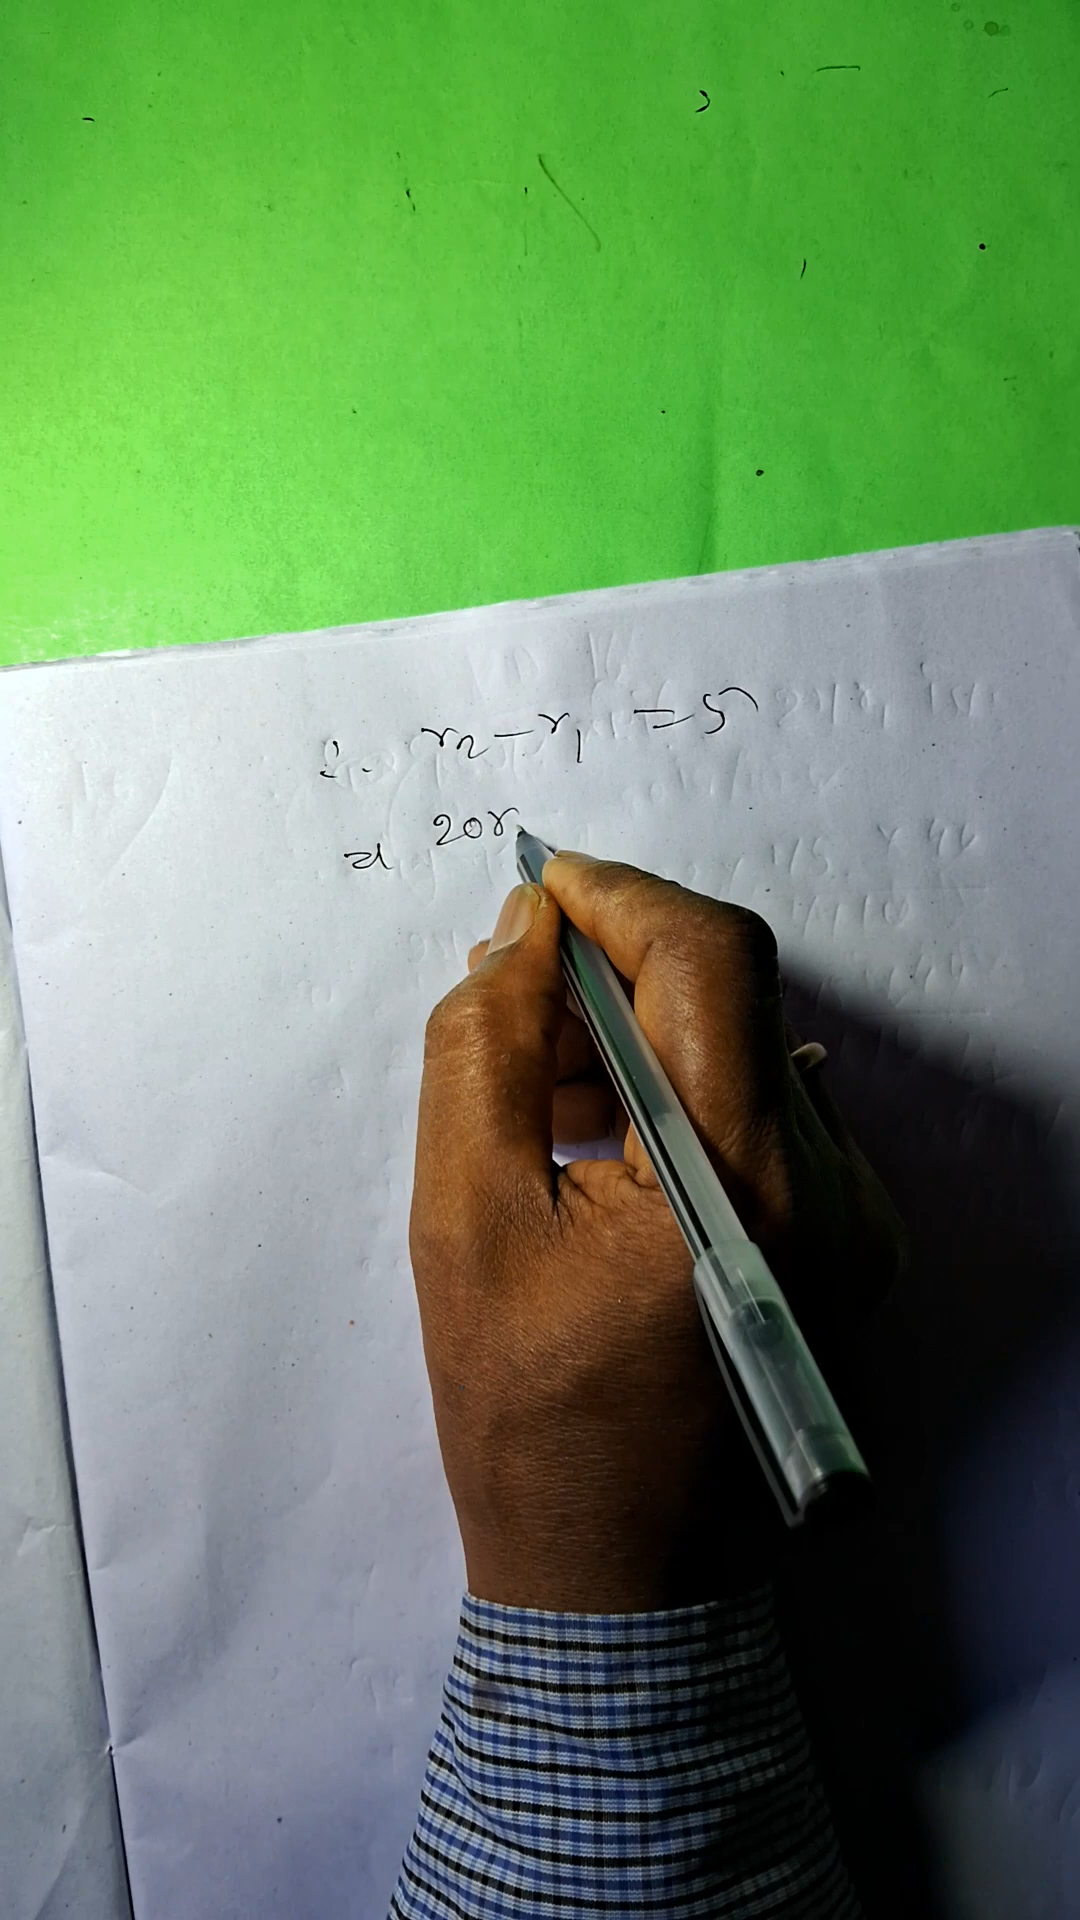 ∴ r2 - r1 = 5
⇒ 20r